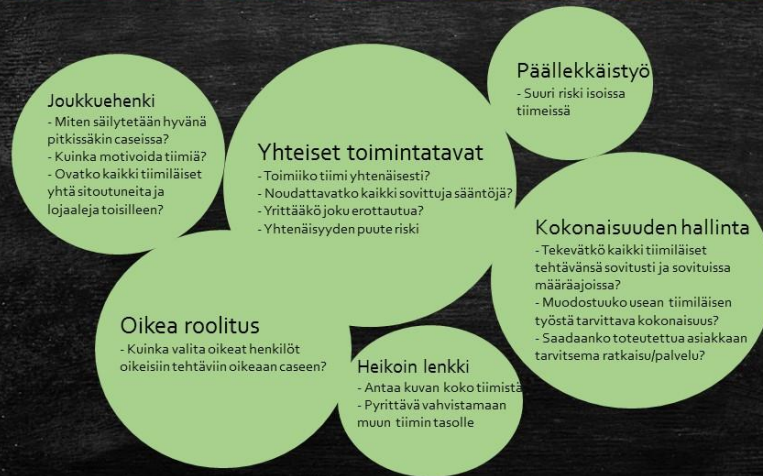 Joukkuehenki
- Miten säilytetään hyvänä
pitkissäkin caseissa?
- Kuinka motivoida tiimiä?
- Ovatko kaikki tiimiläiset
yhtä sitoutuneita ja
lojaaleja toisilleen?
Yhteiset toimintatavat
- Toimiiko tiimi yhtenäisesti?
- Noudattavatko kaikki sovittuja sääntöjä?
- Yrittääkö joku erottautua?
- Yhtenäisyyden puute riski
Päällekkäistyö
- Suuri riski isoissa
tiimeissä
Kokonaisuuden hallinta
- Tekevätkö kaikki tiimiläiset
tehtävänsä sovitusti ja sovituissa
määräajoissa?
- Muodostuuko usean tiimiläisen
työstä tarvittava kokonaisuus?
- Saadaanko toteutettua asiakkaan
tarvitsema ratkaisu/palvelu?
Oikea roolitus
- Kuinka valita oikeat henkilöt
oikeisiin tehtäviin oikeaan caseen?
Heikoin lenkki
- Antaa kuvan koko tiimistä
- Pyrittävä vahvistamaan
muun tiimin tasolle